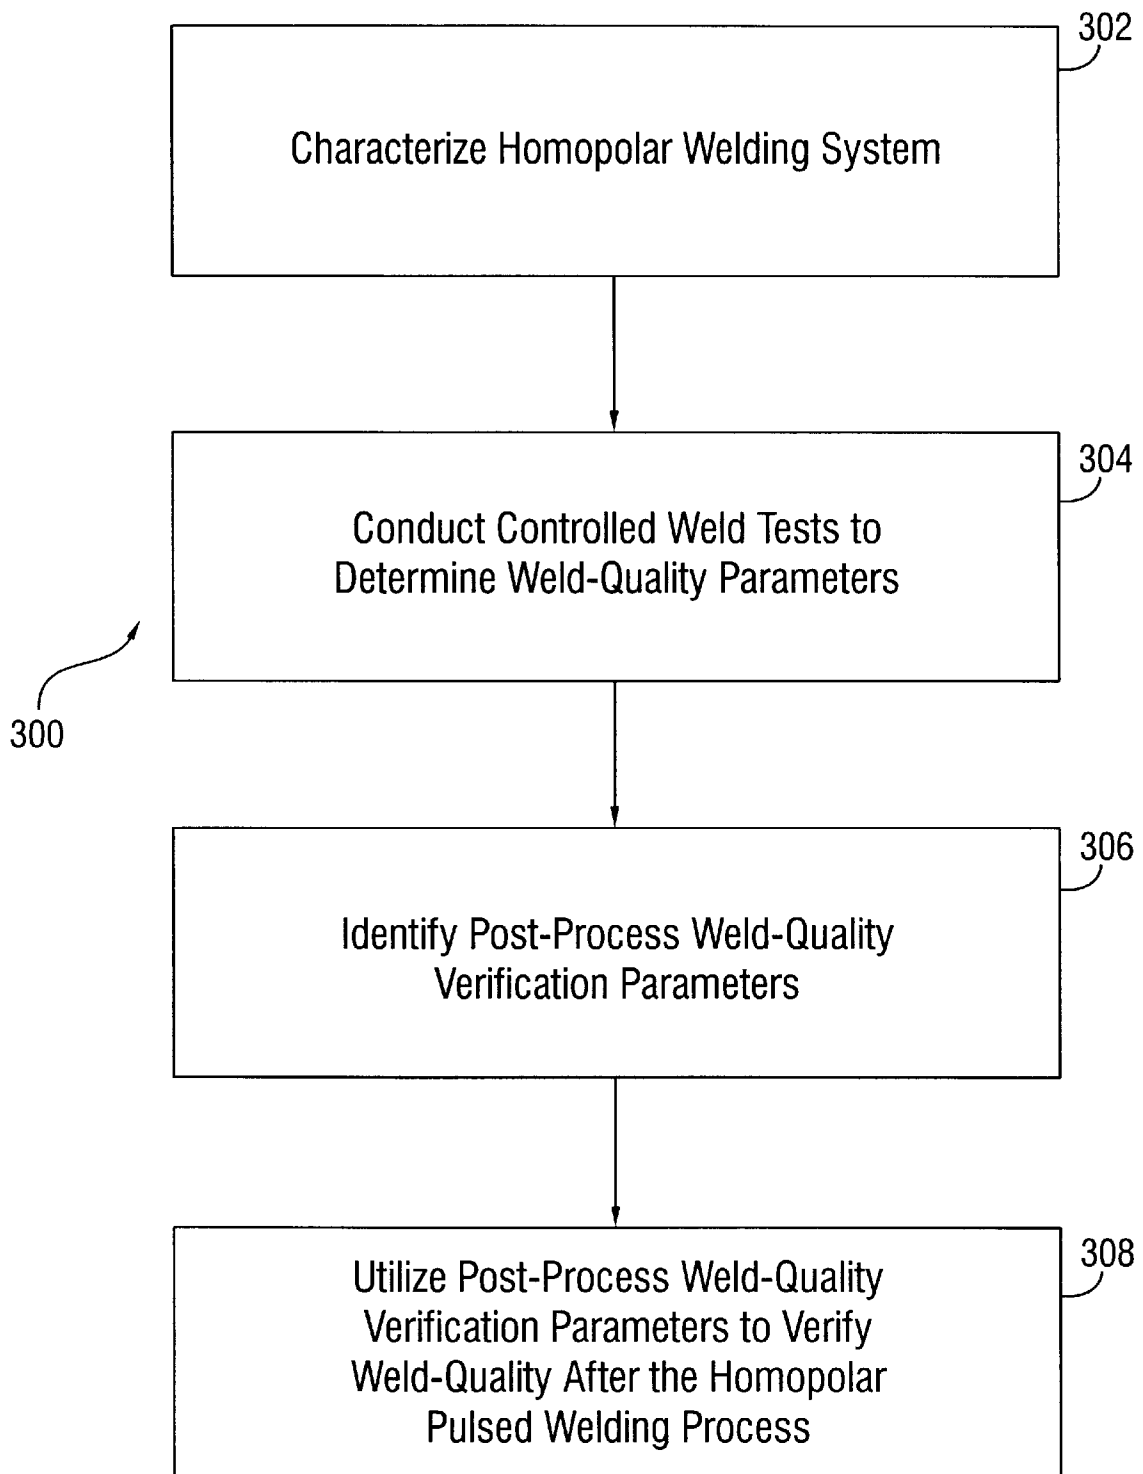 302
Characterize Homopolar Welding System
304
Conduct Controlled Weld Tests to
Determine Weld-Quality Parameters
300
306
Identify Post-Process Weld-Quality
Verification Parameters
308
Utilize Post-Process Weld-Quality
Verification Parameters to Verify
Weld-Quality After the Homopolar
Pulsed Welding Process